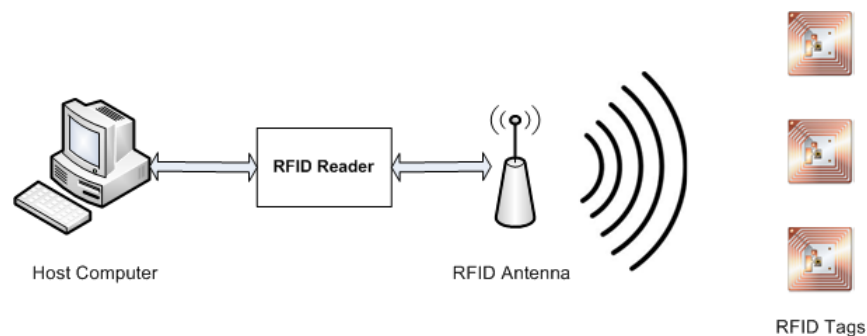 RFID Reader
Host Computer
RFID Antenna
RFID Tags